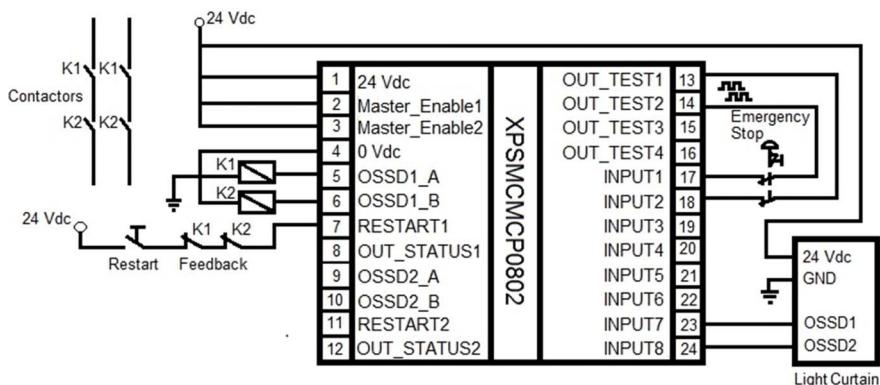 24 Vdc
K1 K1
Contactors
K2 K2
24 Vdc
Restart
K1 K2
Feedback
K1
K2
1 24 Vdc
2 Master_Enable1
3 Master_Enable2
4 0 Vdc
5 OSSD1_A
6 OSSD1_B
7 RESTART1
8 OUT_STATUS1
9 OSSD2_A
10 OSSD2_B
11 RESTART2
12 OUT_STATUS2
XPSMCMCP0802
OUT_TEST1 13
OUT_TEST2 14
OUT_TEST3 15
OUT_TEST4 16
INPUT1 17
INPUT2 18
INPUT3 19
INPUT4 20
INPUT5 21
INPUT6 22
INPUT7 23
INPUT8 24
Emergency
Stop
24 Vdc
GND
OSSD1
OSSD2
Light Curtain